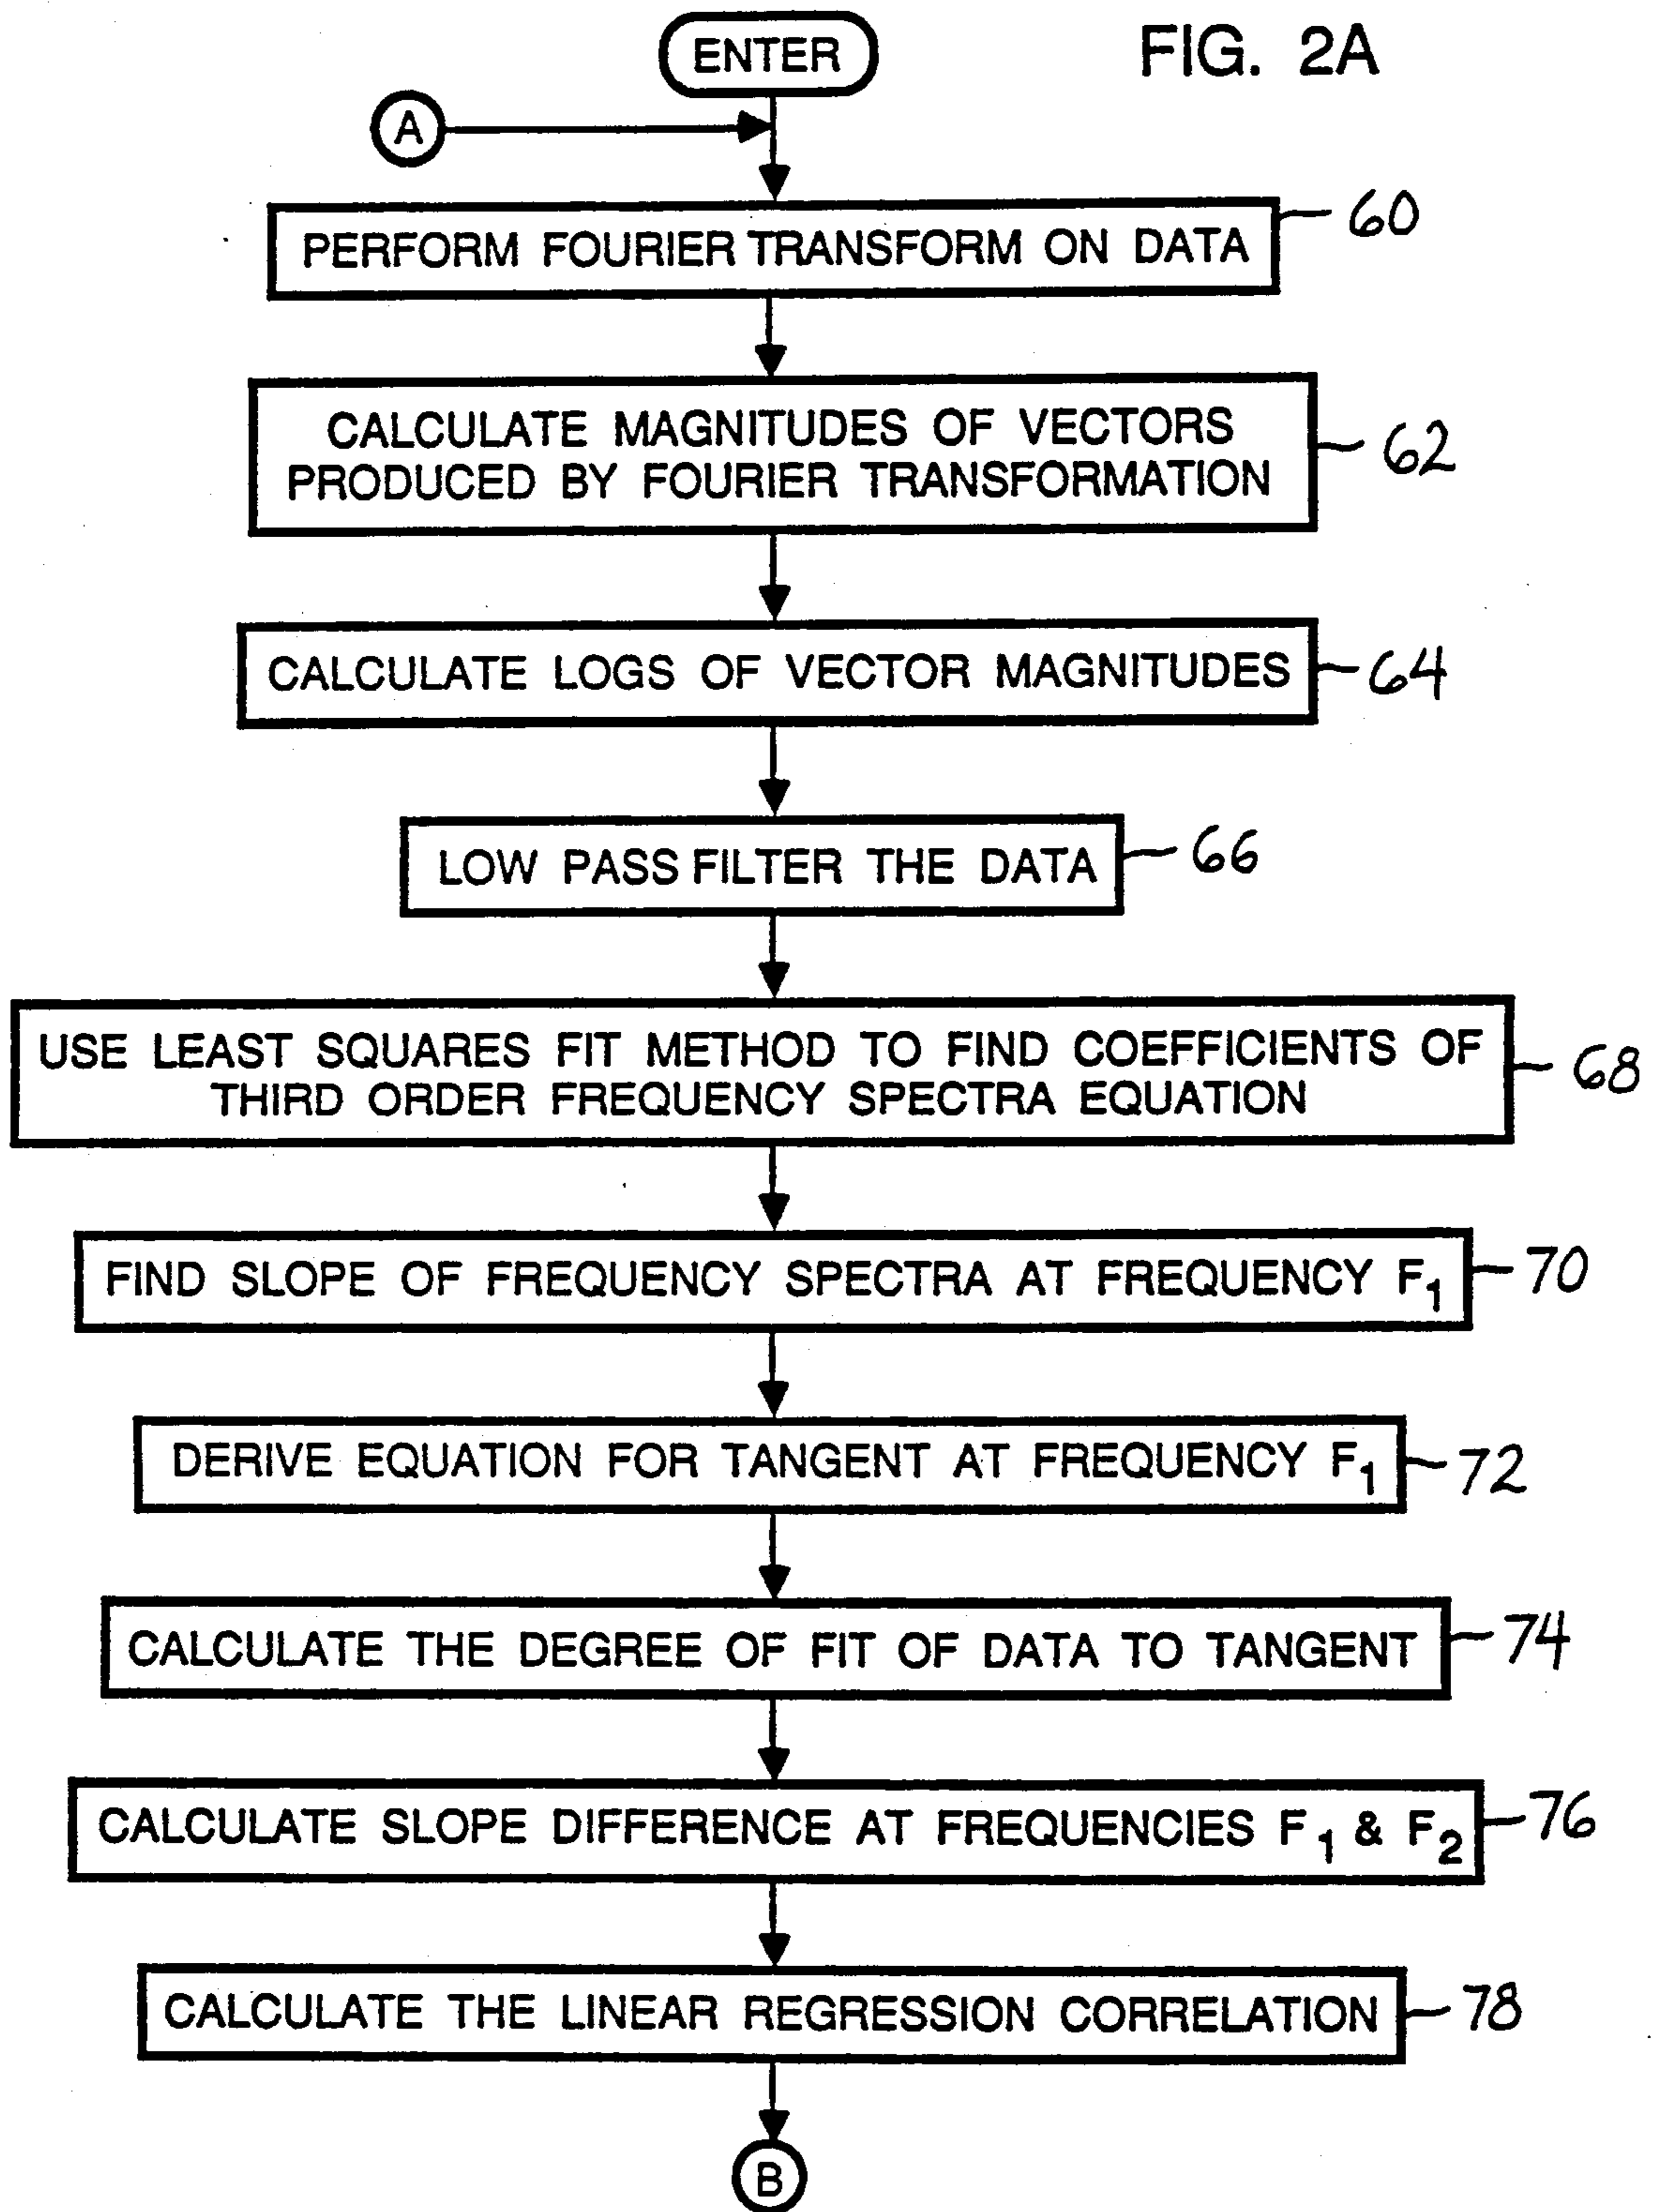 ENTER
FIG. 2A
A
PERFORM FOURIER TRANSFORM ON DATA
60
CALCULATE MAGNITUDES OF VECTORS
PRODUCED BY FOURIER TRANSFORMATION
62
CALCULATE LOGS OF VECTOR MAGNITUDES
64
LOW PASS FILTER THE DATA
66
USE LEAST SQUARES FIT METHOD TO FIND COEFFICIENTS OF
THIRD ORDER FREQUENCY SPECTRA EQUATION
68
FIND SLOPE OF FREQUENCY SPECTRA AT FREQUENCY F1
70
DERIVE EQUATION FOR TANGENT AT FREQUENCY F1
72
CALCULATE THE DEGREE OF FIT OF DATA TO TANGENT
74
CALCULATE SLOPE DIFFERENCE AT FREQUENCIES F1 & F2
76
CALCULATE THE LINEAR REGRESSION CORRELATION
78
B